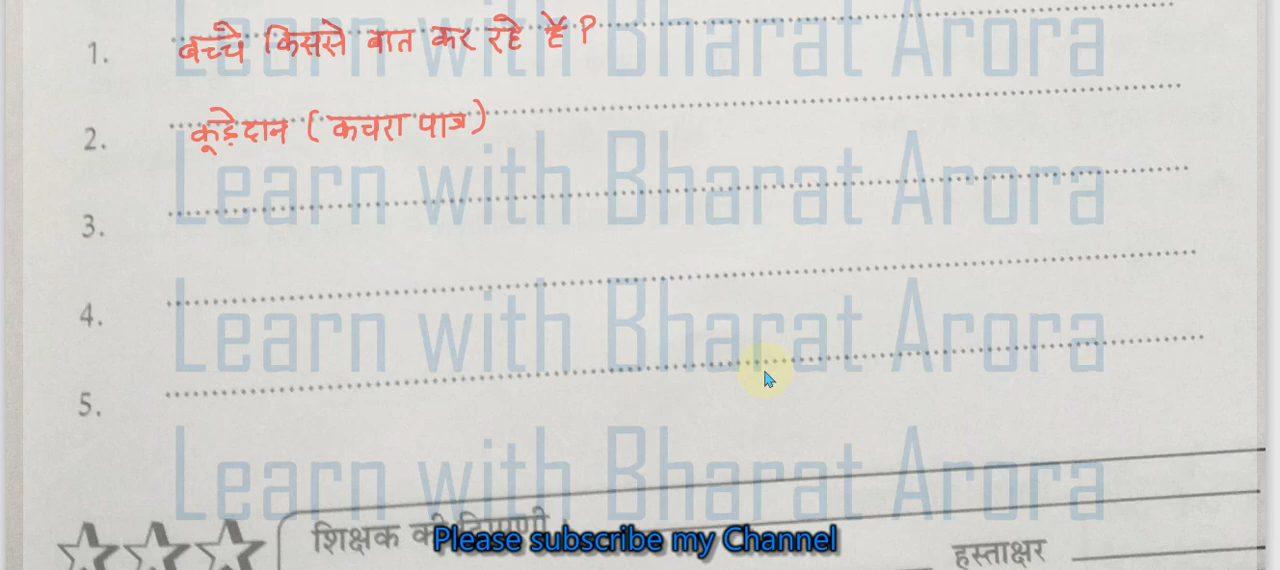 Learn with Bharat Arora
1. बच्चे किससे बात कर रहे हैं?
2. कूड़ेदान (कचरा पात्र)
Learn with Bharat Arora
3.
4.
Learn with Bharat Arora
5.
Learn with Bharat Arora
शिक्षक की टिप्पणी
Please subscribe my Channel
हस्ताक्षर